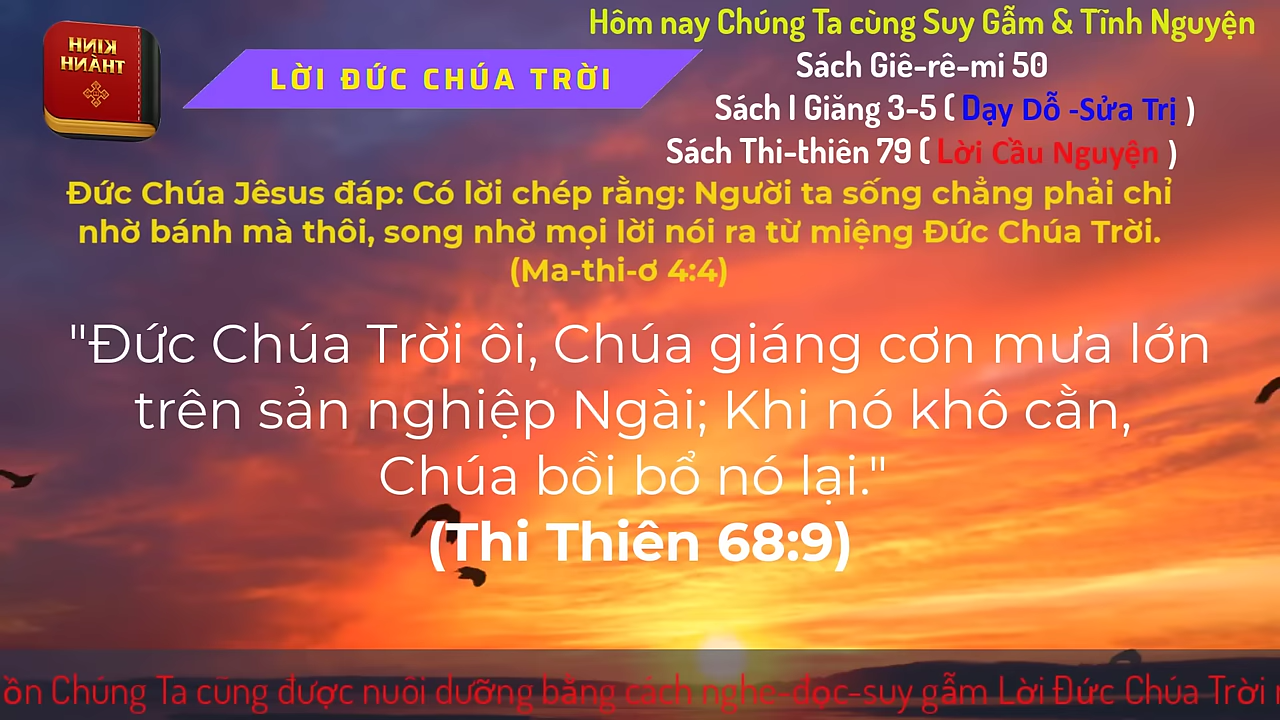 Hôm nay Chúng Ta cùng Suy Gẫm & Tĩnh Nguyện
KINH
THÀNH
LỜI ĐỨC CHÚA TRỜI
Sách Giê-rê-mi 50
Sách I Giăng 3-5 ( Dạy Dỗ -Sửa Trị )
Sách Thi-thiên 79 ( Lời Cầu Nguyện )
Đức Chúa Jêsus đáp: Có lời chép rằng: Người ta sống chẳng phải chỉ
nhờ bánh mà thôi, song nhờ mọi lời nói ra từ miệng Đức Chúa Trời.
(Ma-thi-ơ 4:4)
"Đức Chúa Trời ôi, Chúa giáng cơn mưa lớn
trên sản nghiệp Ngài; Khi nó khô cằn,
Chúa bồi bổ nó lại."
(Thi Thiên 68:9)
Chúng Ta cũng được nuôi dưỡng bằng cách nghe-đọc-suy gẫm Lời Đức Chúa Trời